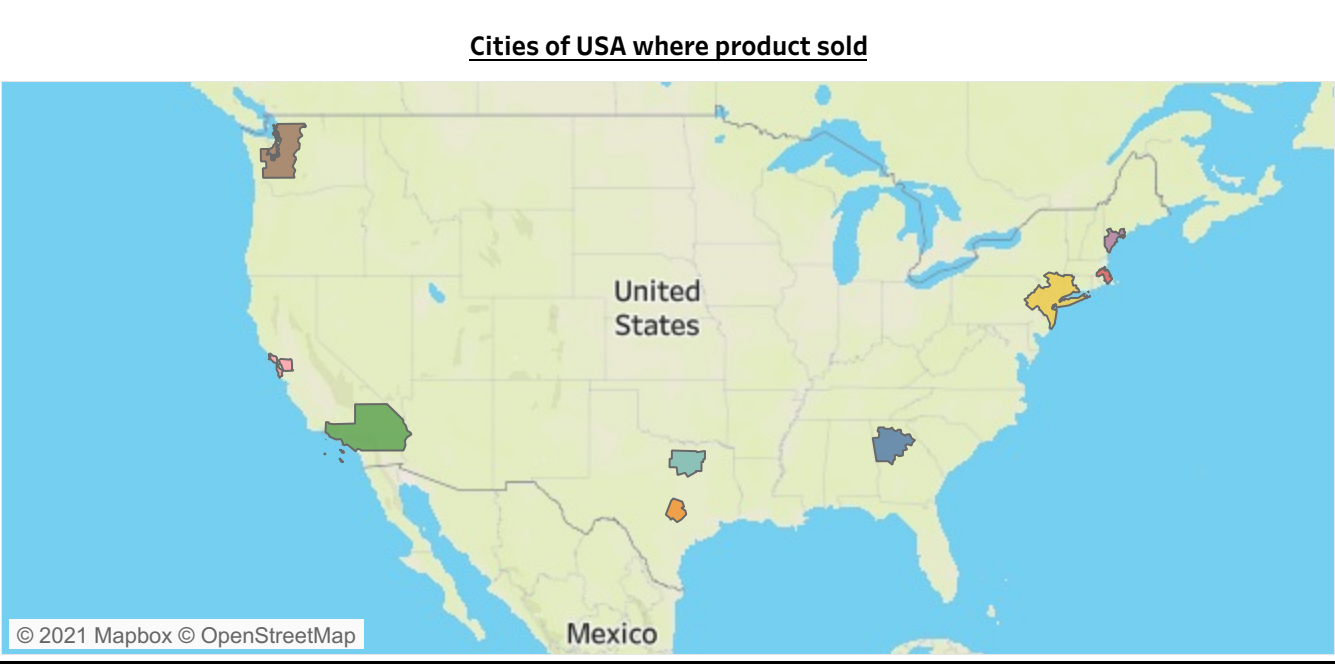 Cities of USA where product sold
United
States
Mexico
© 2021 Mapbox © OpenStreetMap